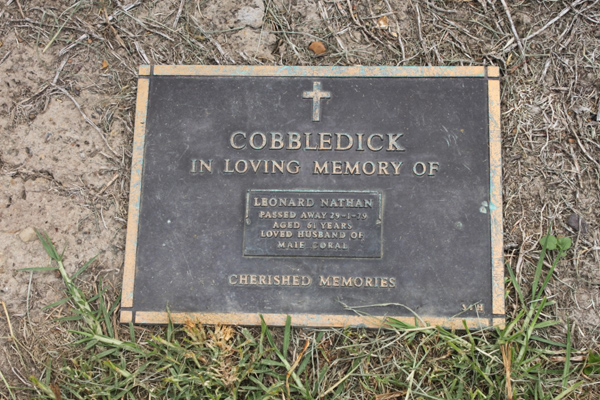 COBBLEDICK
IN LOVING MEMORY OF
LEONARD NATHAN
PASSED AWAY 29-1-79
AGED 61 YEARS
LOVED HUSBAND OF
MAIE CORAL
CHERISHED MEMORIES